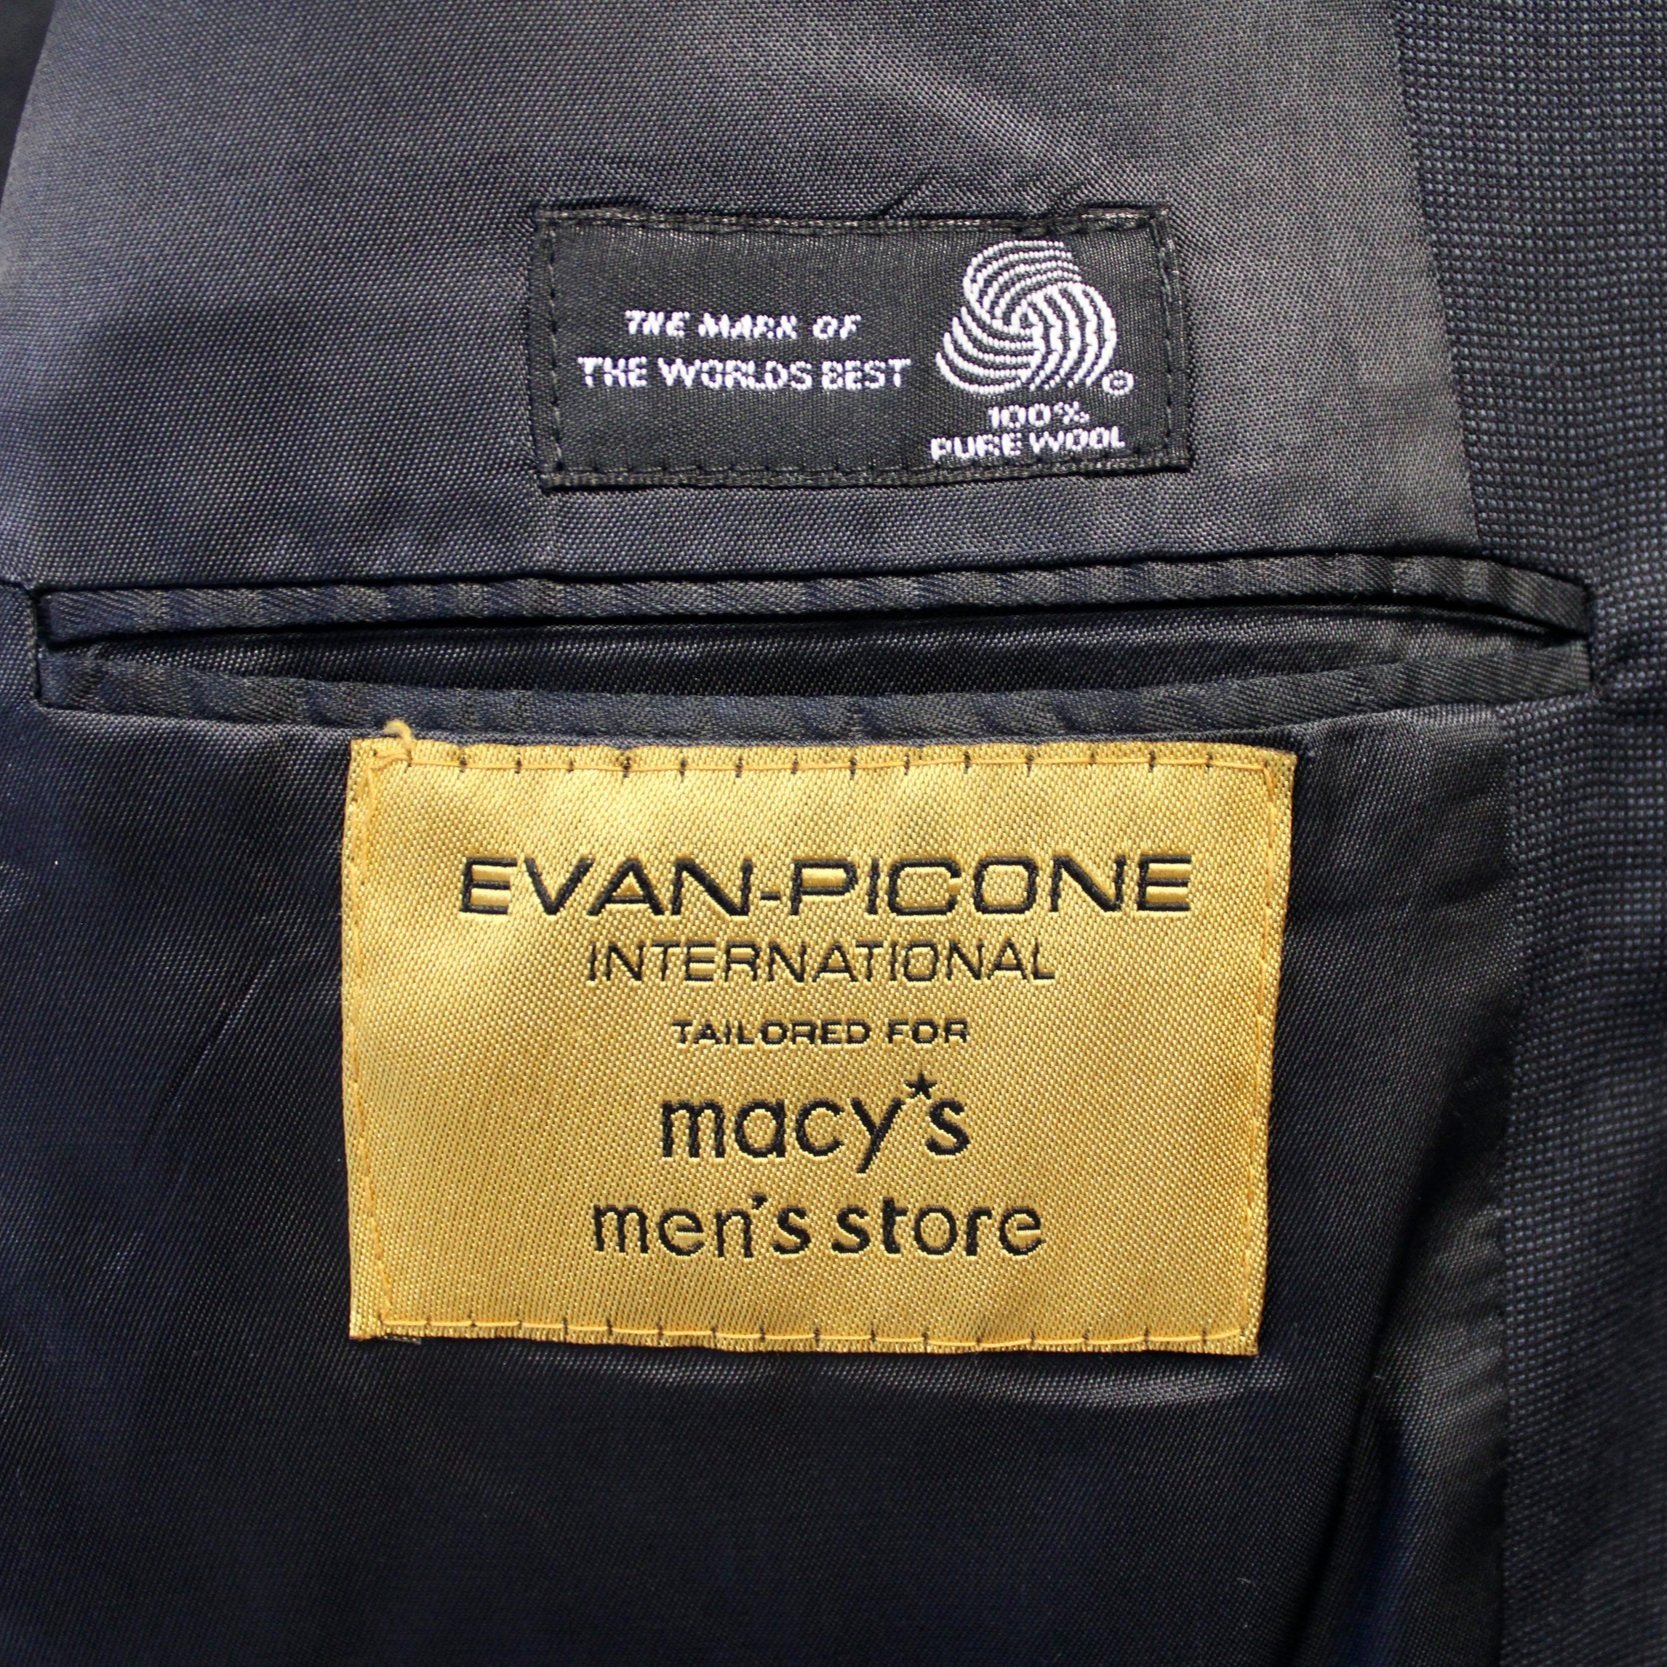 THE MARK OF
THE WORLDS BEST
©
100%
PURE WOOL
EVAN-PICONE
INTERNATIONAL
TAILORED FOR
macy's
men's store